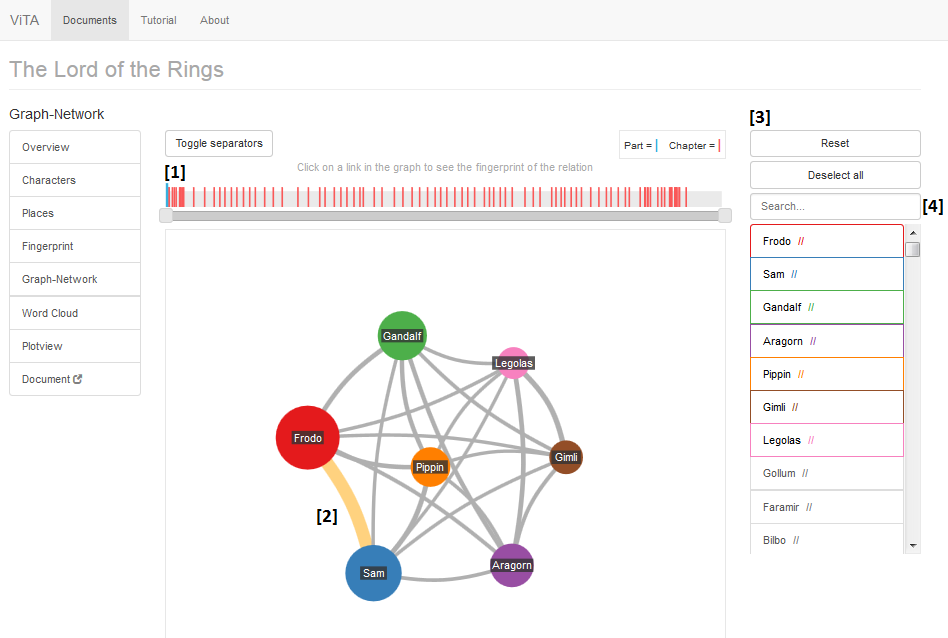 ViTA Documents Tutorial About
The Lord of the Rings
Graph-Network
Overview
Characters
Places
Fingerprint
Graph-Network
Word Cloud
Plotview
Document
Toggle separators
Part = | Chapter = |
Click on a link in the graph to see the fingerprint of the relation
[1]
Gandalf
Legolas
Frodo
Gimli
Pippin
[2]
Sam
Aragorn
[3]
Reset
Deselect all
Search... [4]
Frodo //
Sam //
Gandalf //
Aragorn //
Pippin //
Gimli //
Legolas //
Gollum //
Faramir //
Bilbo //